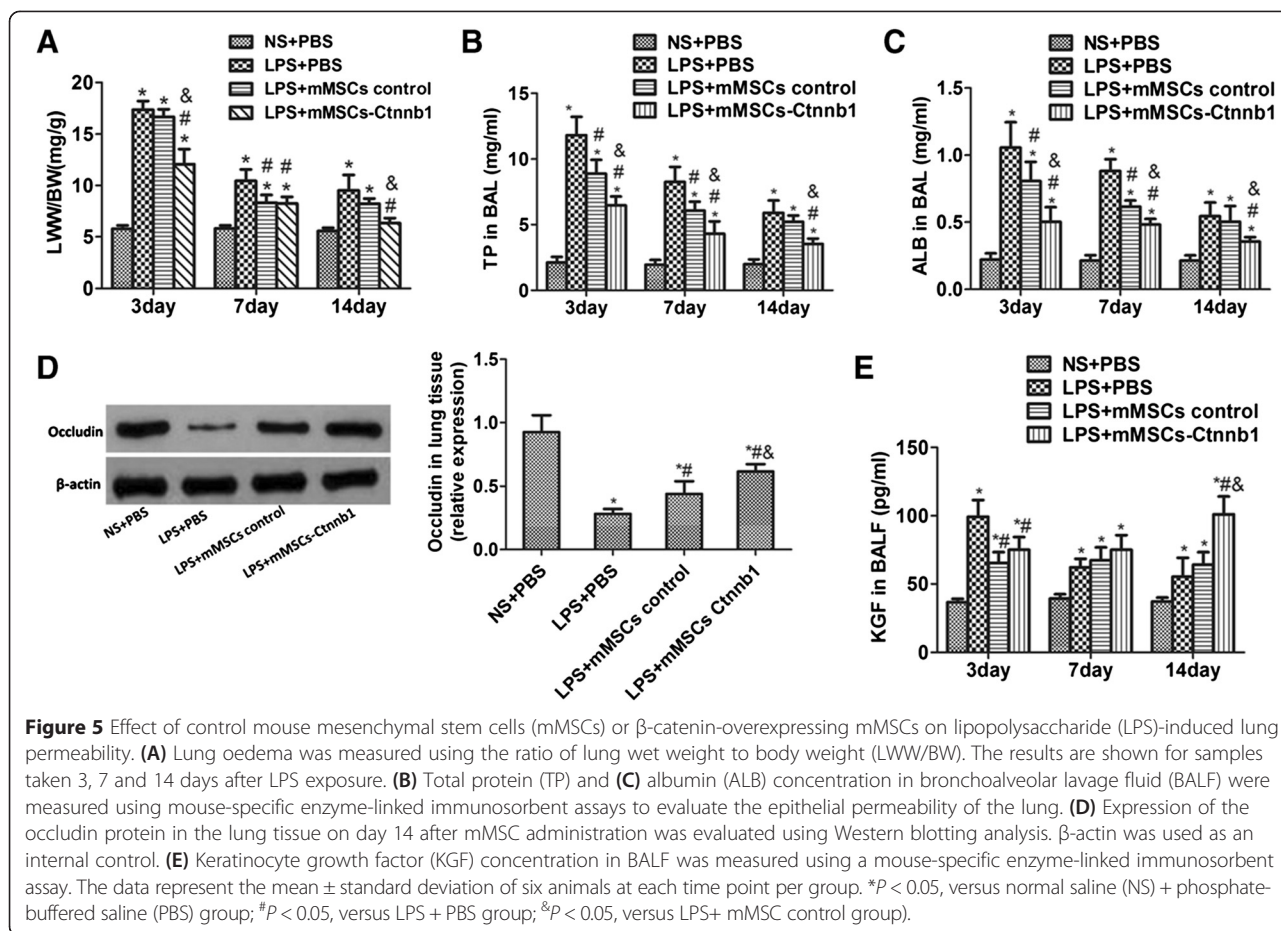 A
NS+PBS
LPS+PBS
LPS+mMSCs control
LPS+mMSCs-Ctnnb1
LWW/BW(mg/g)
20
15
10
5
0
* * & # *
* # * # *
* * & #
3day 7day 14day
B
NS+PBS
LPS+PBS
LPS+mMSCs control
LPS+mMSCs-Ctnnb1
TP in BAL (mg/ml)
15
10
5
0
* # * & # *
* # * & # *
* * & # *
3day 7day 14day
C
NS+PBS
LPS+PBS
LPS+mMSCs control
LPS+mMSCs-Ctnnb1
ALB in BAL (mg/ml)
1.5
1.0
0.5
0.0
* # * & # *
* # * & # *
* * & # *
3day 7day 14day
D
Occludin
β-actin
NS+PBS
LPS+PBS
LPS+mMSCs control
LPS+mMSCs-Ctnnb1
Occludin in lung tissue
(relative expression)
1.5
1.0
0.5
0.0
* *# *#&
NS+PBS
LPS+PBS
LPS+mMSCs control
LPS+mMSCs Ctnnb1
E
NS+PBS
LPS+PBS
LPS+mMSCs control
LPS+mMSCs-Ctnnb1
KGF in BALF (pg/ml)
150
100
50
0
* *# *#
* * *
* * *#&
3day 7day 14day
Figure 5 Effect of control mouse mesenchymal stem cells (mMSCs) or β-catenin-overexpressing mMSCs on lipopolysaccharide (LPS)-induced lung
permeability. (A) Lung oedema was measured using the ratio of lung wet weight to body weight (LWW/BW). The results are shown for samples
taken 3, 7 and 14 days after LPS exposure. (B) Total protein (TP) and (C) albumin (ALB) concentration in bronchoalveolar lavage fluid (BALF) were
measured using mouse-specific enzyme-linked immunosorbent assays to evaluate the epithelial permeability of the lung. (D) Expression of the
occludin protein in the lung tissue on day 14 after mMSC administration was evaluated using Western blotting analysis. β-actin was used as an
internal control. (E) Keratinocyte growth factor (KGF) concentration in BALF was measured using a mouse-specific enzyme-linked immunosorbent
assay. The data represent the mean ± standard deviation of six animals at each time point per group. *P < 0.05, versus normal saline (NS) + phosphate-
buffered saline (PBS) group; #P < 0.05, versus LPS + PBS group; &P < 0.05, versus LPS+ mMSC control group).